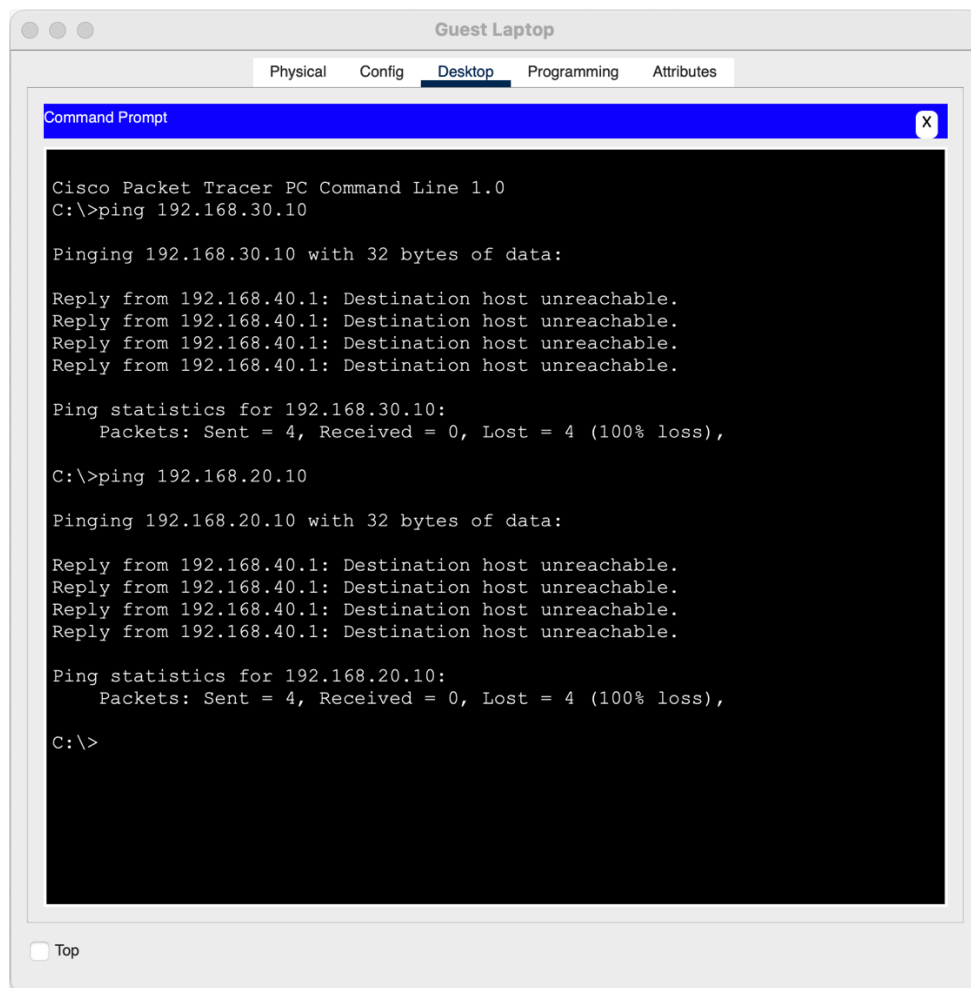 Guest Laptop
Physical Config Desktop Programming Attributes
Command Prompt
X
Cisco Packet Tracer PC Command Line 1.0
C:\>ping 192.168.30.10
Pinging 192.168.30.10 with 32 bytes of data:
Reply from 192.168.40.1: Destination host unreachable.
Reply from 192.168.40.1: Destination host unreachable.
Reply from 192.168.40.1: Destination host unreachable.
Reply from 192.168.40.1: Destination host unreachable.
Ping statistics for 192.168.30.10:
Packets: Sent = 4, Received = 0, Lost = 4 (100% loss),
C:\>ping 192.168.20.10
Pinging 192.168.20.10 with 32 bytes of data:
Reply from 192.168.40.1: Destination host unreachable.
Reply from 192.168.40.1: Destination host unreachable.
Reply from 192.168.40.1: Destination host unreachable.
Reply from 192.168.40.1: Destination host unreachable.
Ping statistics for 192.168.20.10:
Packets: Sent = 4, Received = 0, Lost = 4 (100% loss),
C:\>
Top